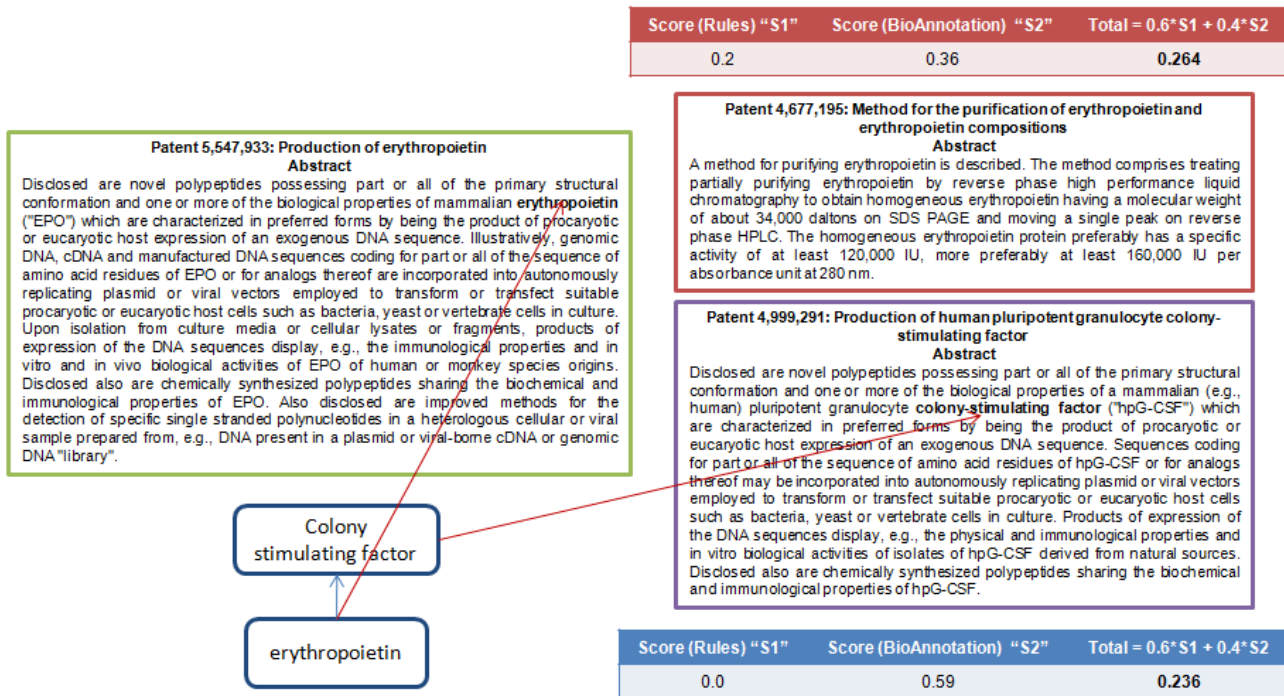 Score (Rules) “S1” Score (BioAnnotation) “S2” Total = 0.6*S1 + 0.4*S2
0.2 0.36 0.264
Patent 4,677,195: Method for the purification of erythropoietin and
erythropoietin compositions
Abstract
A method for purifying erythropoietin is described. The method comprises treating
partially purifying erythropoietin by reverse phase high performance liquid
chromatography to obtain homogeneous erythropoietin having a molecular weight
of about 34,000 daltons on SDS PAGE and moving a single peak on reverse
phase HPLC. The homogeneous erythropoietin protein preferably has a specific
activity of at least 120,000 IU, more preferably at least 160,000 IU per
absorbance unit at 280 nm.
Patent 5,547,933: Production of erythropoietin
Abstract
Disclosed are novel polypeptides possessing part or all of the primary structural
conformation and one or more of the biological properties of mammalian erythropoietin
("EPO") which are characterized in preferred forms by being the product of procaryotic
or eucaryotic host expression of an exogenous DNA sequence. Illustratively, genomic
DNA, cDNA and manufactured DNA sequences coding for part or all of the sequence of
amino acid residues of EPO or for analogs thereof are incorporated into autonomously
replicating plasmid or viral vectors employed to transform or transfect suitable
procaryotic or eucaryotic host cells such as bacteria, yeast or vertebrate cells in culture.
Upon isolation from culture media or cellular lysates or fragments, products of
expression of the DNA sequences display, e.g., the immunological properties and in
vitro and in vivo biological activities of EPO of human or monkey species origins.
Disclosed also are chemically synthesized polypeptides sharing the biochemical and
immunological properties of EPO. Also disclosed are improved methods for the
detection of specific single stranded polynucleotides in a heterologous cellular or viral
sample prepared from, e.g., DNA present in a plasmid or viral-borne cDNA or genomic
DNA "library".
Patent 4,999,291: Production of human pluripotent granulocyte colony-
stimulating factor
Abstract
Disclosed are novel polypeptides possessing part or all of the primary structural
conformation and one or more of the biological properties of a mammalian (e.g.,
human) pluripotent granulocyte colony-stimulating factor ("hpG-CSF") which
are characterized in preferred forms by being the product of procaryotic or
eucaryotic host expression of an exogenous DNA sequence. Sequences coding
for part or all of the sequence of amino acid residues of hpG-CSF or for analogs
thereof may be incorporated into autonomously replicating plasmid or viral vectors
employed to transform or transfect suitable procaryotic or eucaryotic host cells
such as bacteria, yeast or vertebrate cells in culture. Products of expression of
the DNA sequences display, e.g., the physical and immunological properties and
in vitro biological activities of isolates of hpG-CSF derived from natural sources.
Disclosed also are chemically synthesized polypeptides sharing the biochemical
and immunological properties of hpG-CSF.
Colony
stimulating factor
erythropoietin
Score (Rules) “S1” Score (BioAnnotation) “S2” Total = 0.6*S1 + 0.4*S2
0.0 0.59 0.236